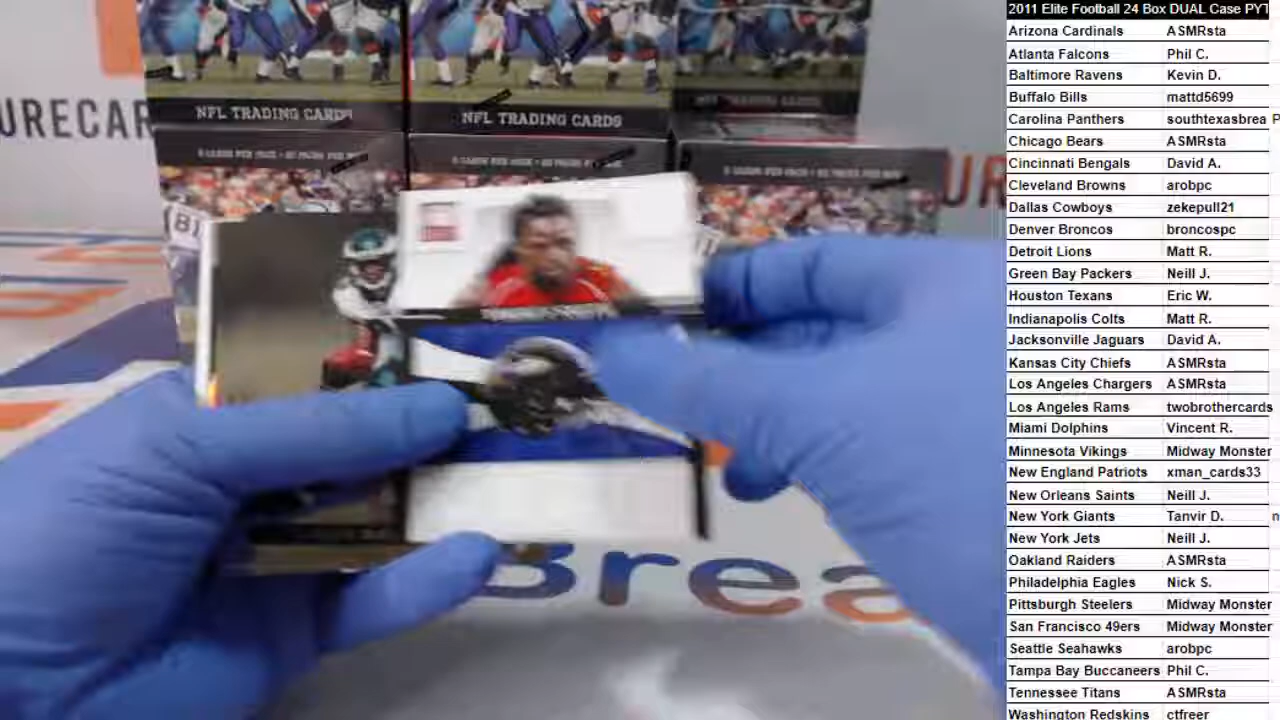 2011 Elite Football 24 Box DUAL Case PYT
Arizona Cardinals ASMRsta
Atlanta Falcons Phil C.
Baltimore Ravens Kevin D.
Buffalo Bills mattd5699
Carolina Panthers southtexasbrea P
Chicago Bears ASMRsta
Cincinnati Bengals David A.
Cleveland Browns arobpc
Dallas Cowboys zekepull21
Denver Broncos broncospc
Detroit Lions Matt R.
Green Bay Packers Neill J.
Houston Texans Eric W.
Indianapolis Colts Matt R.
Jacksonville Jaguars David A.
Kansas City Chiefs ASMRsta
Los Angeles Chargers ASMRsta
Los Angeles Rams twobrothercards
Miami Dolphins Vincent R.
Minnesota Vikings Midway Monster
New England Patriots xman_cards33
New Orleans Saints Neill J.
New York Giants Tanvir D. n
New York Jets Neill J.
Oakland Raiders ASMRsta
Philadelphia Eagles Nick S.
Pittsburgh Steelers Midway Monster
San Francisco 49ers Midway Monster
Seattle Seahawks arobpc
Tampa Bay Buccaneers Phil C.
Tennessee Titans ASMRsta
Washington Redskins ctfreer
NFL TRADING CARDS
NFL TRADING CARDS
NFL TRADING CARDS
URECAR
UR
Brea